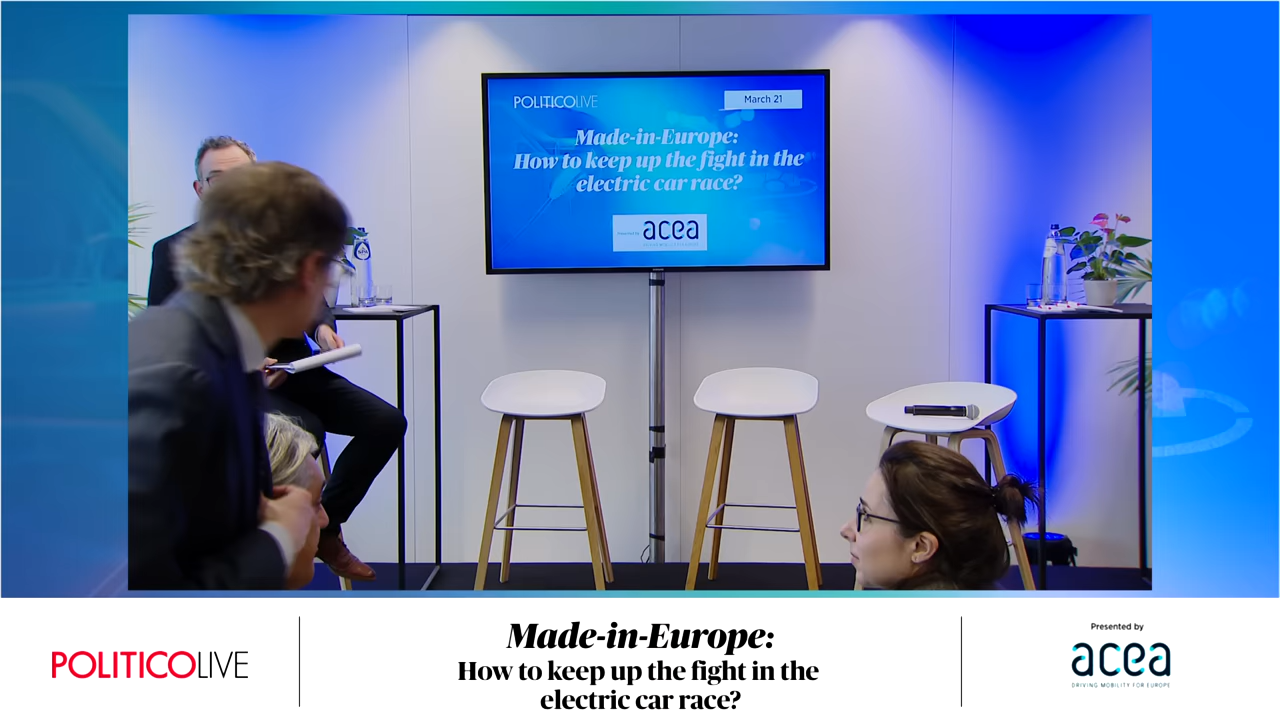 POLITICOLIVE
March 21
Made-in-Europe:
How to keep up the fight in the
electric car race?
Presented by
acea
POLITICOLIVE
Made-in-Europe:
How to keep up the fight in the
electric car race?
Presented by
acea
DRIVING MOBILITY FOR EUROPE